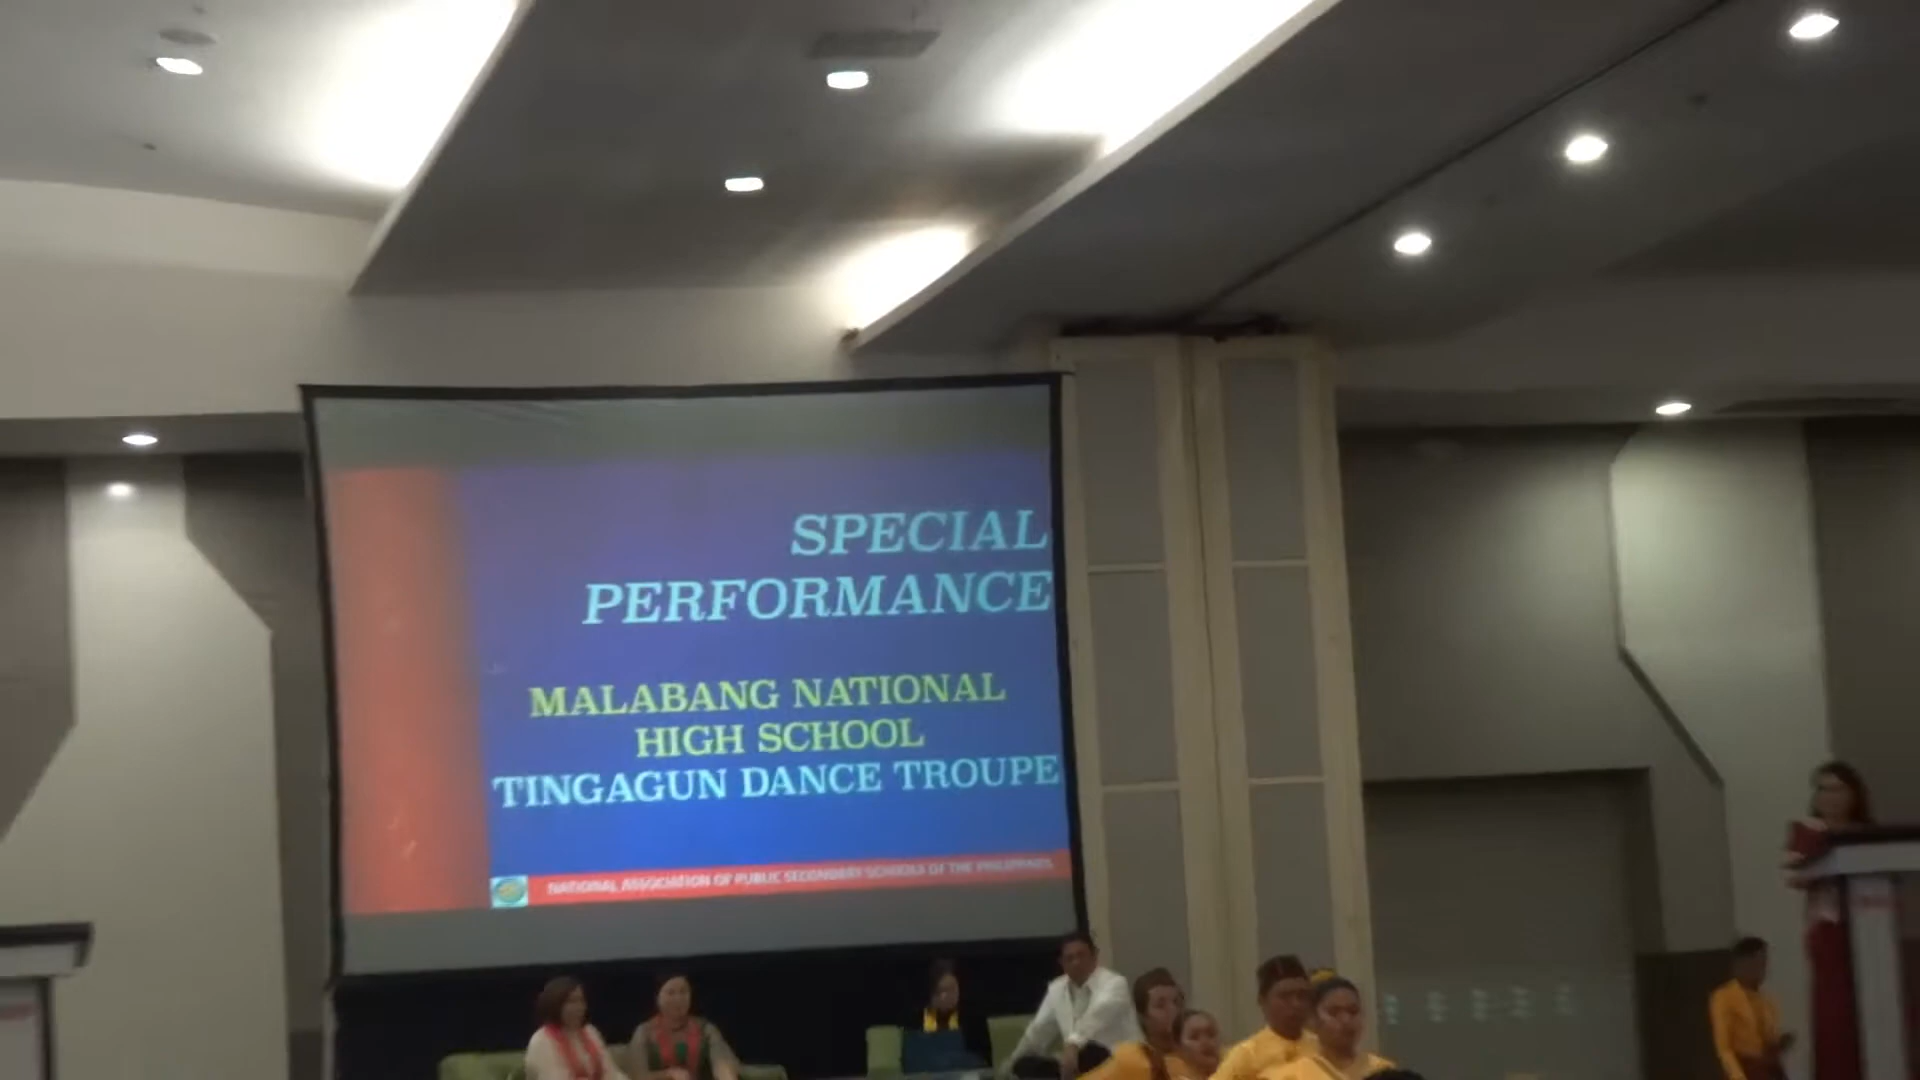 SPECIAL
PERFORMANCE
MALABANG NATIONAL
HIGH SCHOOL
TINGAGUN DANCE TROUPE
NATIONAL ASSOCIATION OF PUBLIC SECONDARY SCHOOLS OF THE PHILIPPINES